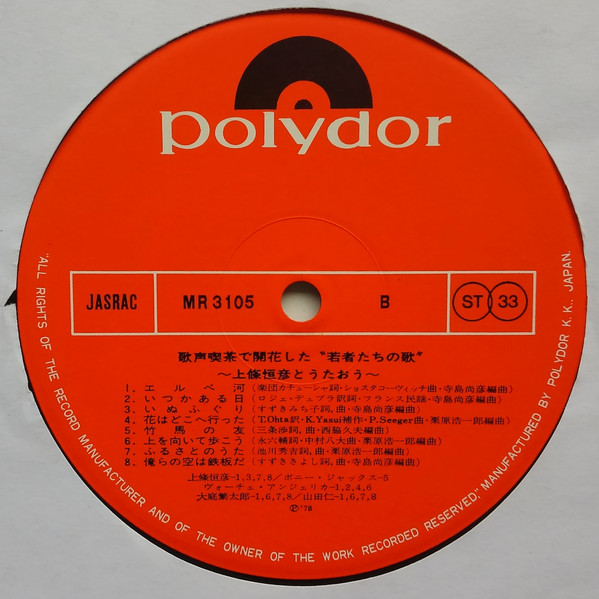 polydor
JASRAC
MR 3105
B
ST 33
歌声喫茶で開花した〝若者たちの歌〟
〜上條恒彦とうたおう〜
1. エルベ河 (楽団カチューシャ詞・ショスタコーヴィッチ曲・寺島尚彦編曲)
2. いつかある日 (ロジェ・デュプラ訳詞・フランス民謡・寺島尚彦編曲)
3. いぬふぐり (すずきみち子詞,曲・寺島尚彦編曲)
4. 花はどこへ行った (T.Ohta訳・K.Yasui補作・P.Seeger曲・栗原浩一郎編曲)
5. 竹馬の友 (三条渉詞,曲・西脇久夫編曲)
6. 上を向いて歩こう (永六輔詞・中村八大曲・栗原浩一郎編曲)
7. ふるさとのうた (池川秀吉詞,曲・栗原浩一郎編曲)
8. 俺らの空は鉄板だ (すずききよし詞,曲・寺島尚彦編曲)
上條恒彦-1,3,7,8/ボニー・ジャックス-5
ヴォーチェ・アンジェリカ-1,2,4,6
大庭繁太郎-1,6,7,8/山田仁-1,6,7,8
Ⓟ'78
"ALL RIGHTS OF THE RECORD MANUFACTURER AND OF THE OWNER OF THE WORK RECORDED RESERVED; MANUFACTURED BY POLYDOR K.K., JAPAN.